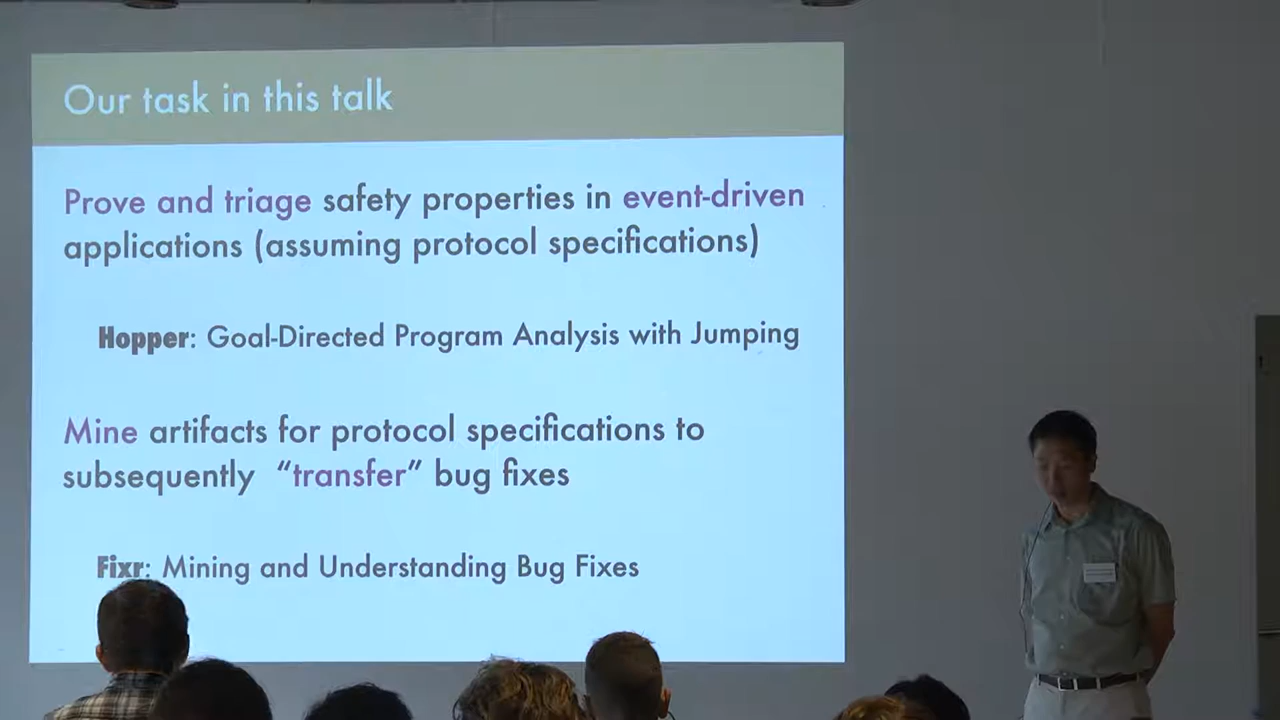 Our task in this talk
Prove and triage safety properties in event-driven
applications (assuming protocol specifications)
Hopper: Goal-Directed Program Analysis with Jumping
Mine artifacts for protocol specifications to
subsequently “transfer” bug fixes
Fixr: Mining and Understanding Bug Fixes